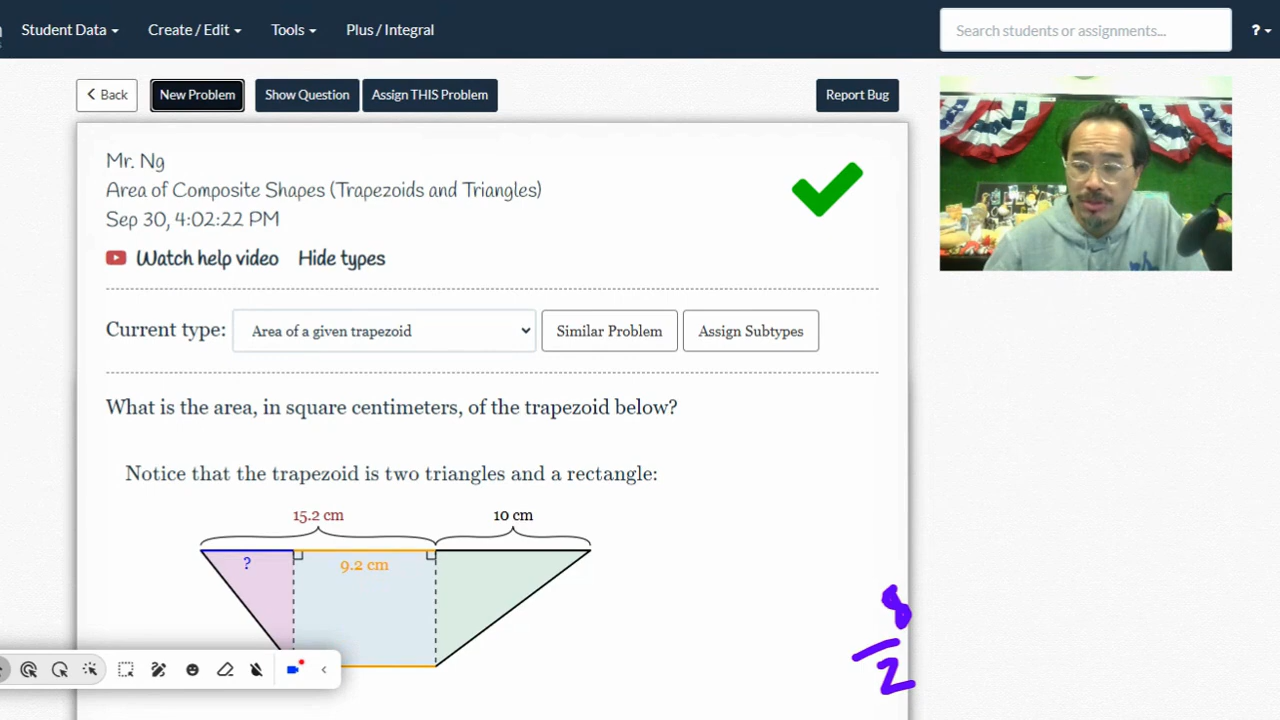 Student Data Create / Edit Tools Plus / Integral Search students or assignments... ?
Back New Problem Show Question Assign THIS Problem Report Bug
Mr. Ng
Area of Composite Shapes (Trapezoids and Triangles)
Sep 30, 4:02:22 PM
Watch help video Hide types
Current type: Area of a given trapezoid Similar Problem Assign Subtypes
What is the area, in square centimeters, of the trapezoid below?
Notice that the trapezoid is two triangles and a rectangle:
15.2 cm 10 cm
? 9.2 cm
8
2